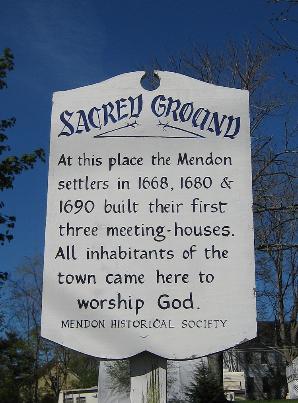 SACRED GROUND
At this place the Mendon
settlers in 1668, 1680 &
1690 built their first
three meeting-houses.
All inhabitants of the
town came here to
worship God.
MENDON HISTORICAL SOCIETY